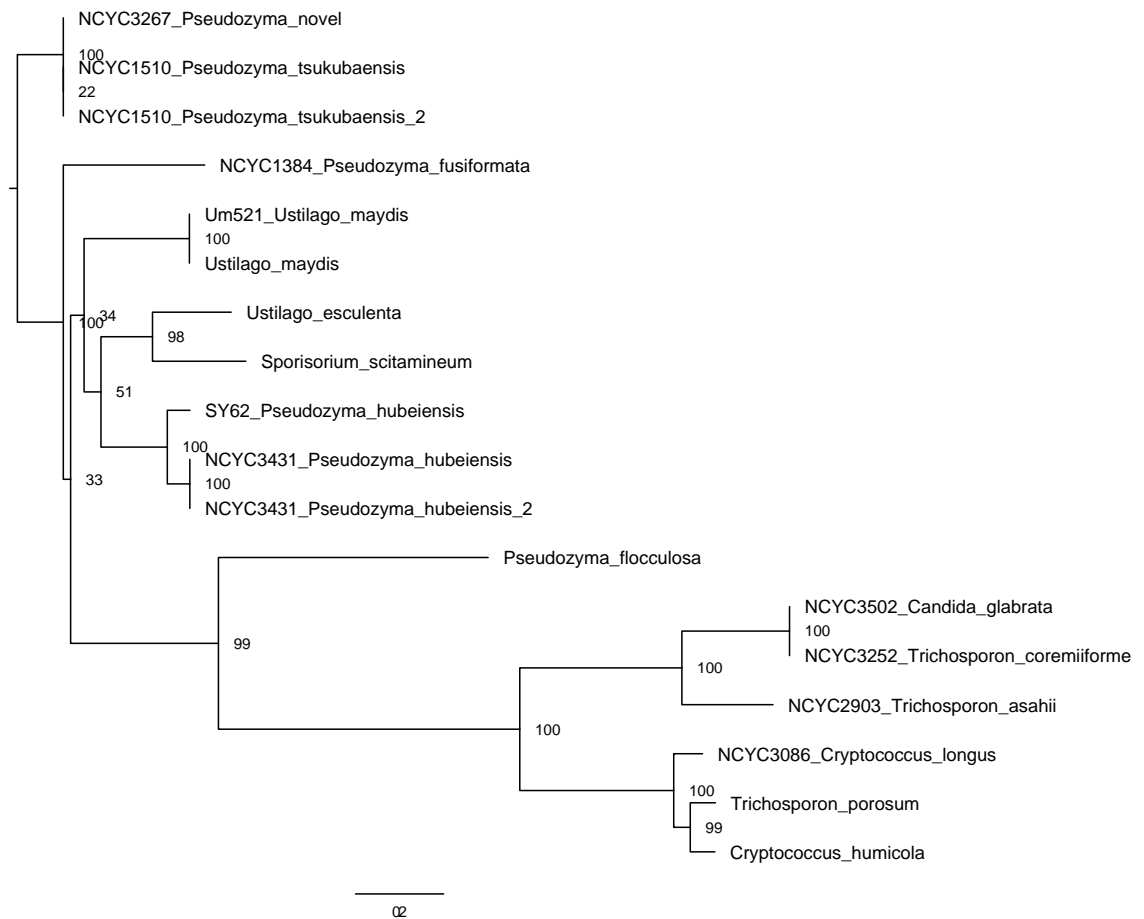 NCYC3267_Pseudozyma_novel
100
NCYC1510_Pseudozyma_tsukubaensis
22
NCYC1510_Pseudozyma_tsukubaensis_2
NCYC1384_Pseudozyma_fusiformata
Um521_Ustilago_maydis
100
Ustilago_maydis
Ustilago_esculenta
34
100
98
Sporisorium_scitamineum
51
SY62_Pseudozyma_hubeiensis
100
NCYC3431_Pseudozyma_hubeiensis
33
100
NCYC3431_Pseudozyma_hubeiensis_2
Pseudozyma_flocculosa
NCYC3502_Candida_glabrata
100
99
NCYC3252_Trichosporon_coremiiforme
100
NCYC2903_Trichosporon_asahii
100
NCYC3086_Cryptococcus_longus
100
Trichosporon_porosum
99
Cryptococcus_humicola
02